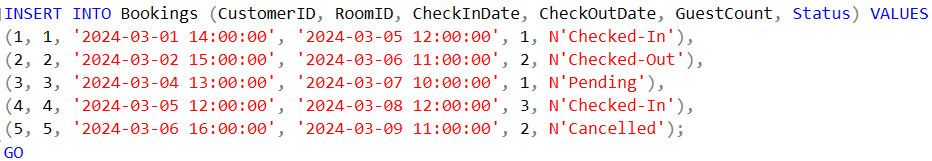 INSERT INTO Bookings (CustomerID, RoomID, CheckInDate, CheckOutDate, GuestCount, Status) VALUES
(1, 1, '2024-03-01 14:00:00', '2024-03-05 12:00:00', 1, N'Checked-In'),
(2, 2, '2024-03-02 15:00:00', '2024-03-06 11:00:00', 2, N'Checked-Out'),
(3, 3, '2024-03-04 13:00:00', '2024-03-07 10:00:00', 1, N'Pending'),
(4, 4, '2024-03-05 12:00:00', '2024-03-08 12:00:00', 3, N'Checked-In'),
(5, 5, '2024-03-06 16:00:00', '2024-03-09 11:00:00', 2, N'Cancelled');
GO